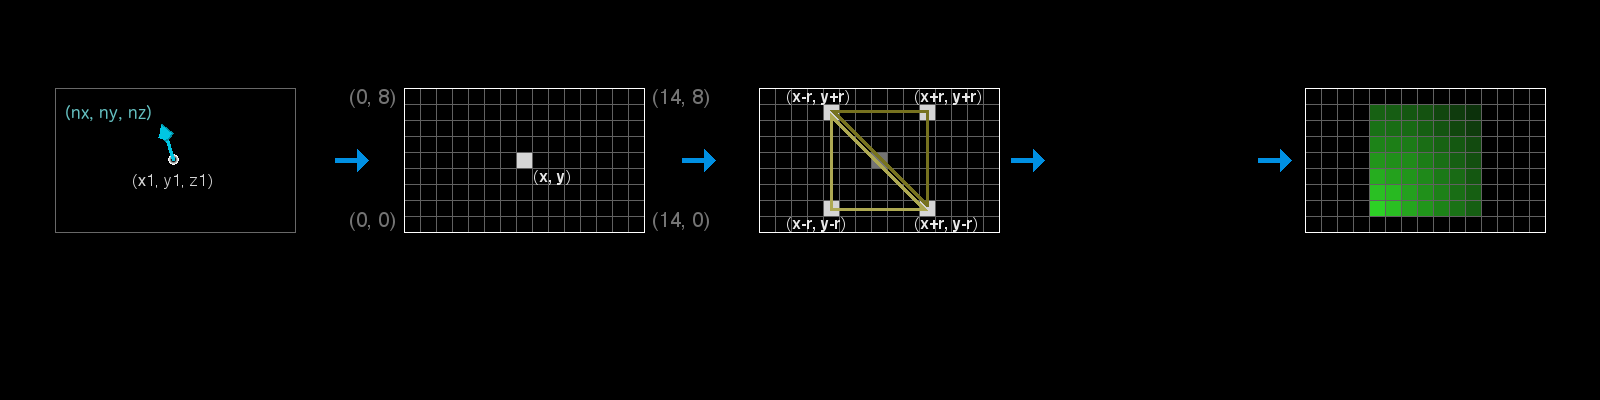 (nx, ny, nz)
(x1, y1, z1)
(0, 8)
(14, 8)
(x, y)
(0, 0)
(14, 0)
(x-r, y+r)
(x+r, y+r)
(x-r, y-r)
(x+r, y-r)